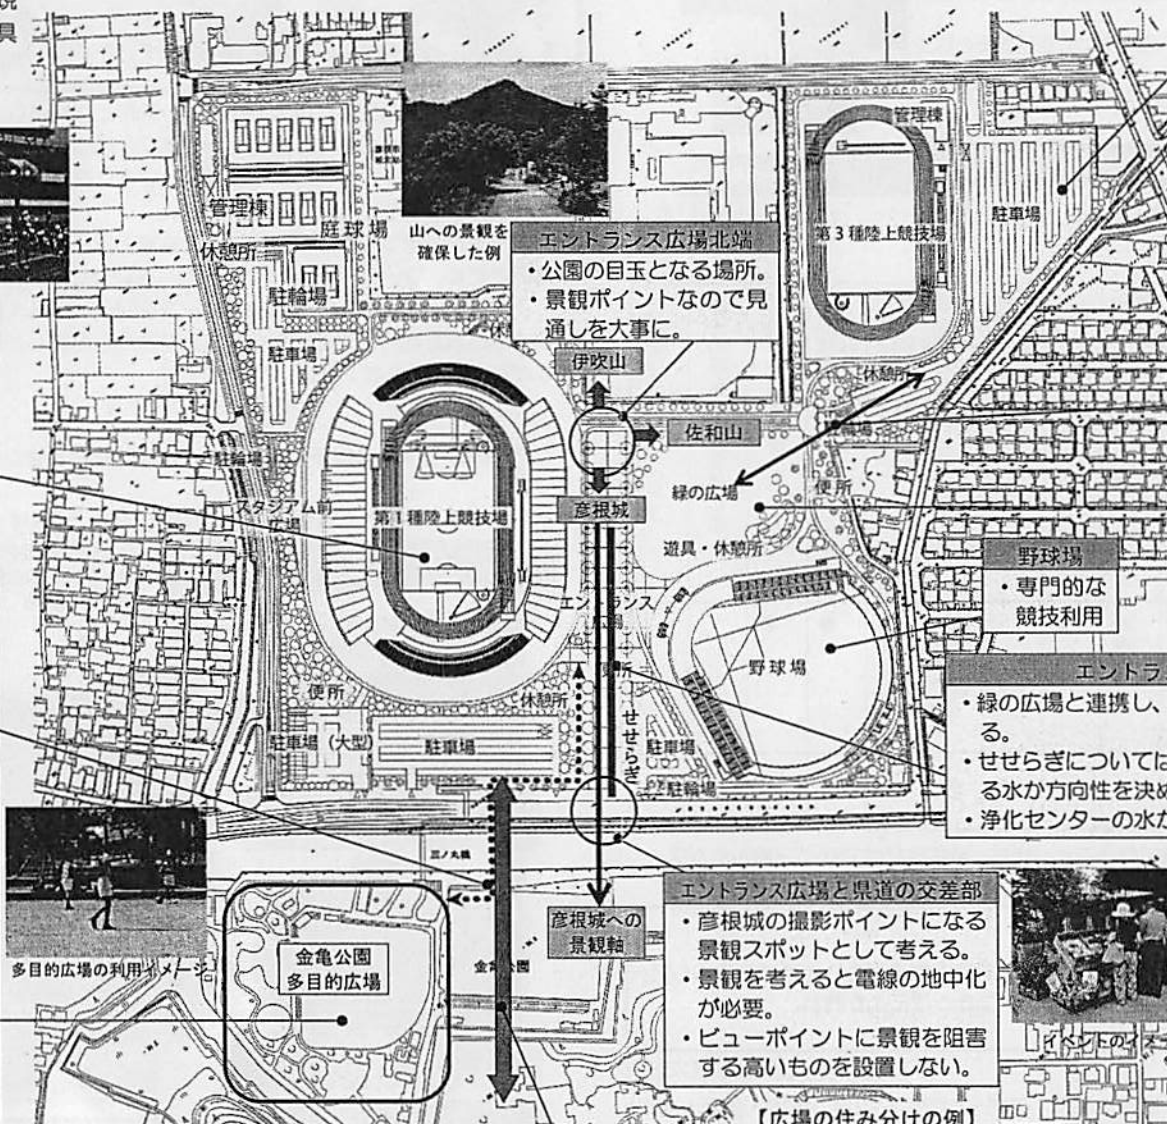 具
管理棟
管理棟
休憩所
庭球場
駐輪場
駐車場
山への景観を
確保した例
エントランス広場北端
・公園の目玉となる場所。
・景観ポイントなので見
通しを大事に。
第3種陸上競技場
駐車場
伊吹山
佐和山
彦根城
休憩所
緑の広場
便所
遊具・休憩所
駐輪場
スタジアム前
広場
第1種陸上競技場
野球場
・専門的な
競技利用
エントランス
広場
野球場
便所
休憩所
せせらぎ
駐車場(大型)
駐車場
駐車場
駐輪場
エントラ
・緑の広場と連携し、
る。
・せせらぎについては
る水か方向性を決め
・浄化センターの水が
三ノ丸橋
多目的広場の利用イメージ
金亀公園
多目的広場
金亀公園
彦根城への
景観軸
エントランス広場と県道の交差部
・彦根城の撮影ポイントになる
景観スポットとして考える。
・景観を考えると電線の地中化
が必要。
・ビューポイントに景観を阻害
する高いものを設置しない。
イベントのイメー
【広場の住み分けの例】